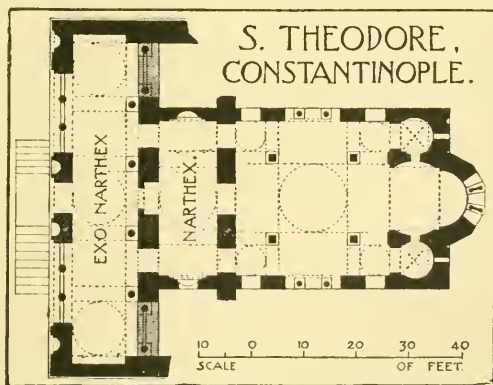 S. THEODORE,
CONSTANTINOPLE.
EXO NARTHEX
NARTHEX.
10 0 10 20 30 40
SCALE OF FEET.